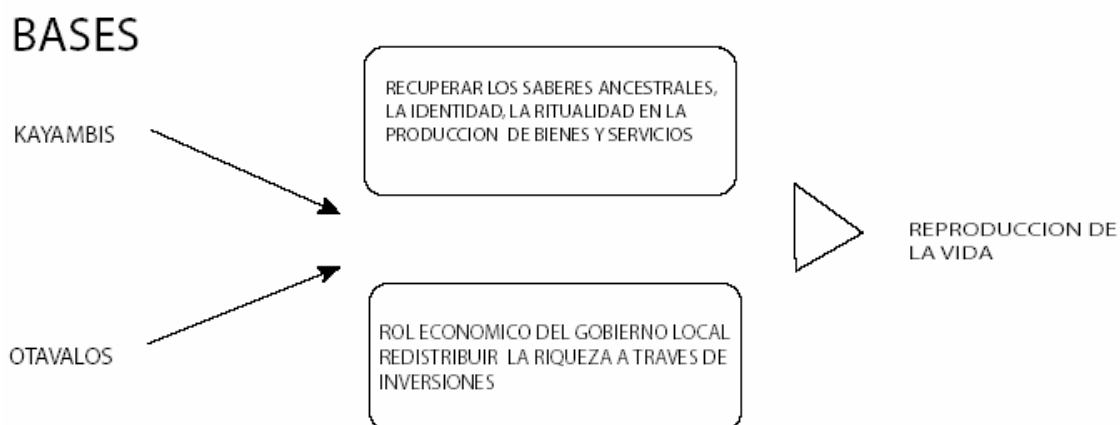 BASES
KAYAMBIS
OTAVALOS
RECUPERAR LOS SABERES ANCESTRALES,
LA IDENTIDAD, LA RITUALIDAD EN LA
PRODUCCION DE BIENES Y SERVICIOS
ROL ECONOMICO DEL GOBIERNO LOCAL
REDISTRIBUIR LA RIQUEZA A TRAVES DE
INVERSIONES
REPRODUCCION DE
LA VIDA